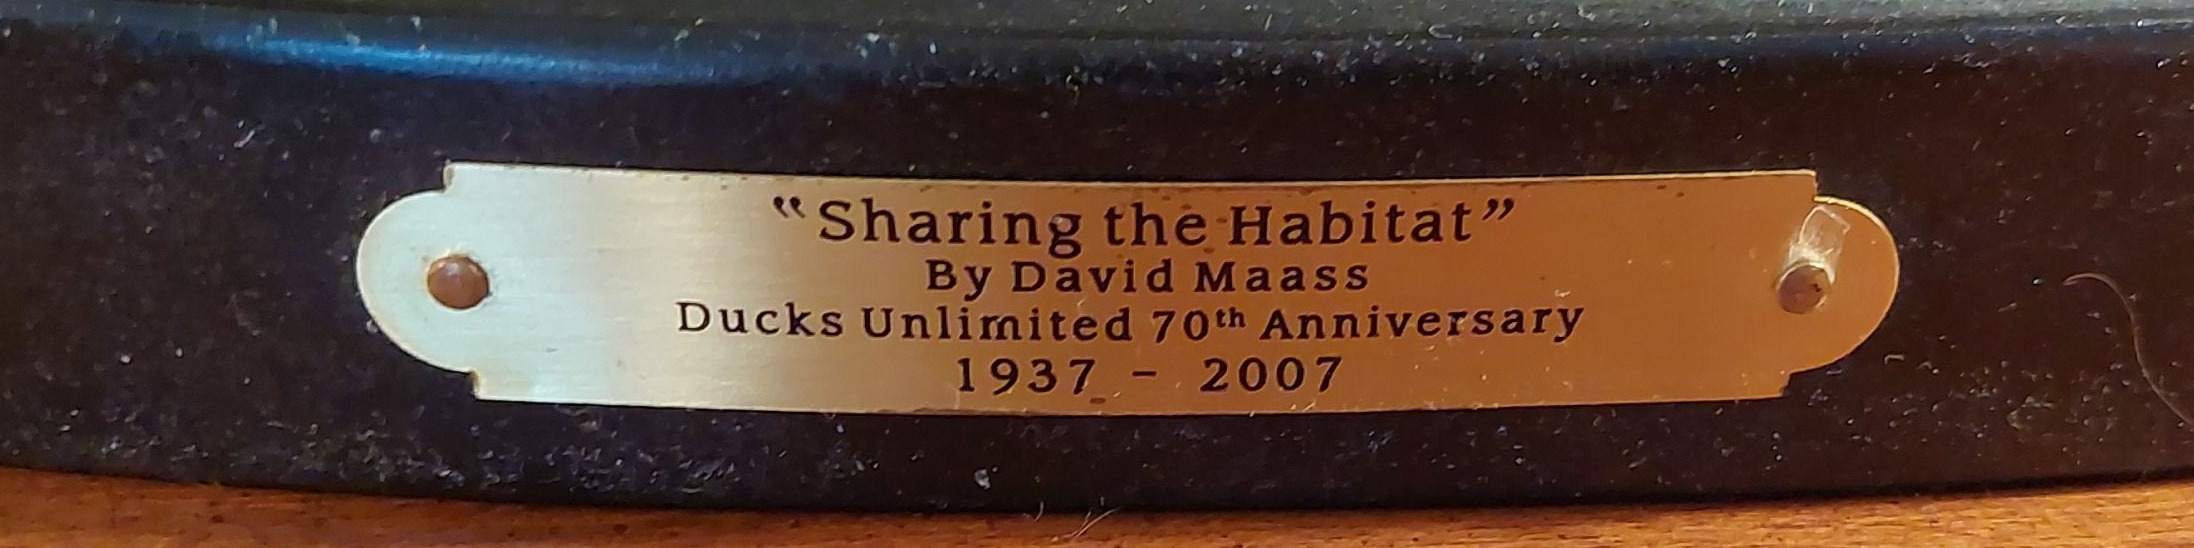 “Sharing the Habitat”
By David Maass
Ducks Unlimited 70th Anniversary
1937 - 2007